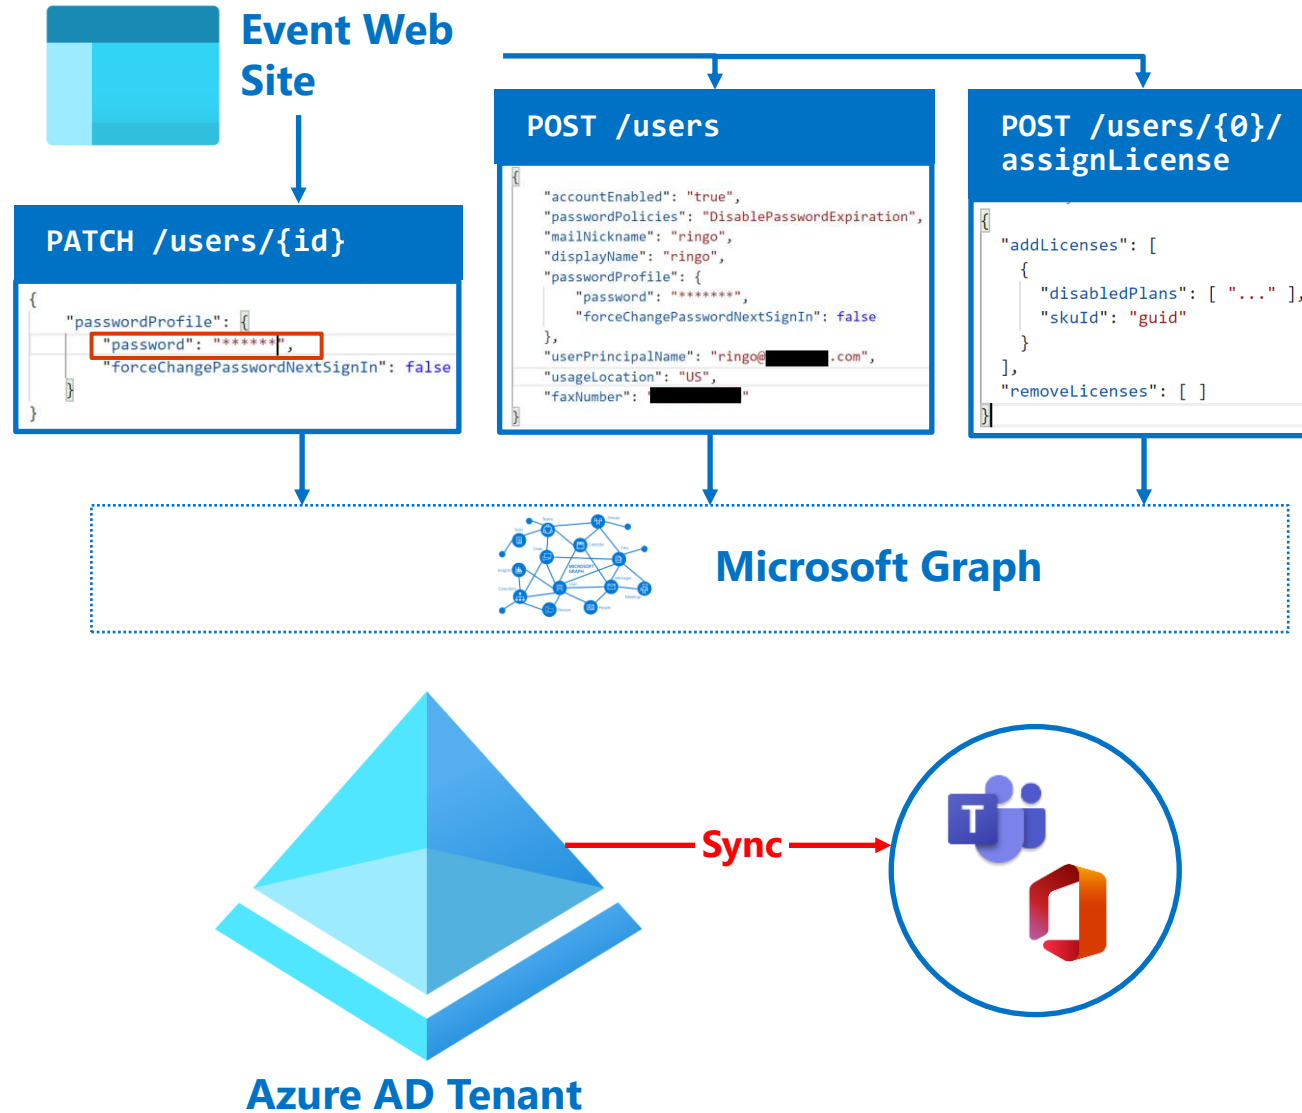 Event Web
Site
POST /users
{
"accountEnabled": "true",
"passwordPolicies": "DisablePasswordExpiration",
"mailNickname": "ringo",
"displayName": "ringo",
"passwordProfile": {
"password": "*******",
"forceChangePasswordNextSignIn": false
},
"userPrincipalName": "ringo@ .com",
"usageLocation": "US",
"faxNumber": " "
}
POST /users/{0}/
assignLicense
{
"addLicenses": [
{
"disabledPlans": [ "..." ],
"skuId": "guid"
}
],
"removeLicenses": [ ]
}
PATCH /users/{id}
{
"passwordProfile": {
"password": "******",
"forceChangePasswordNextSignIn": false
}
}
MICROSOFT
GRAPH
Microsoft Graph
T
Sync
Azure AD Tenant